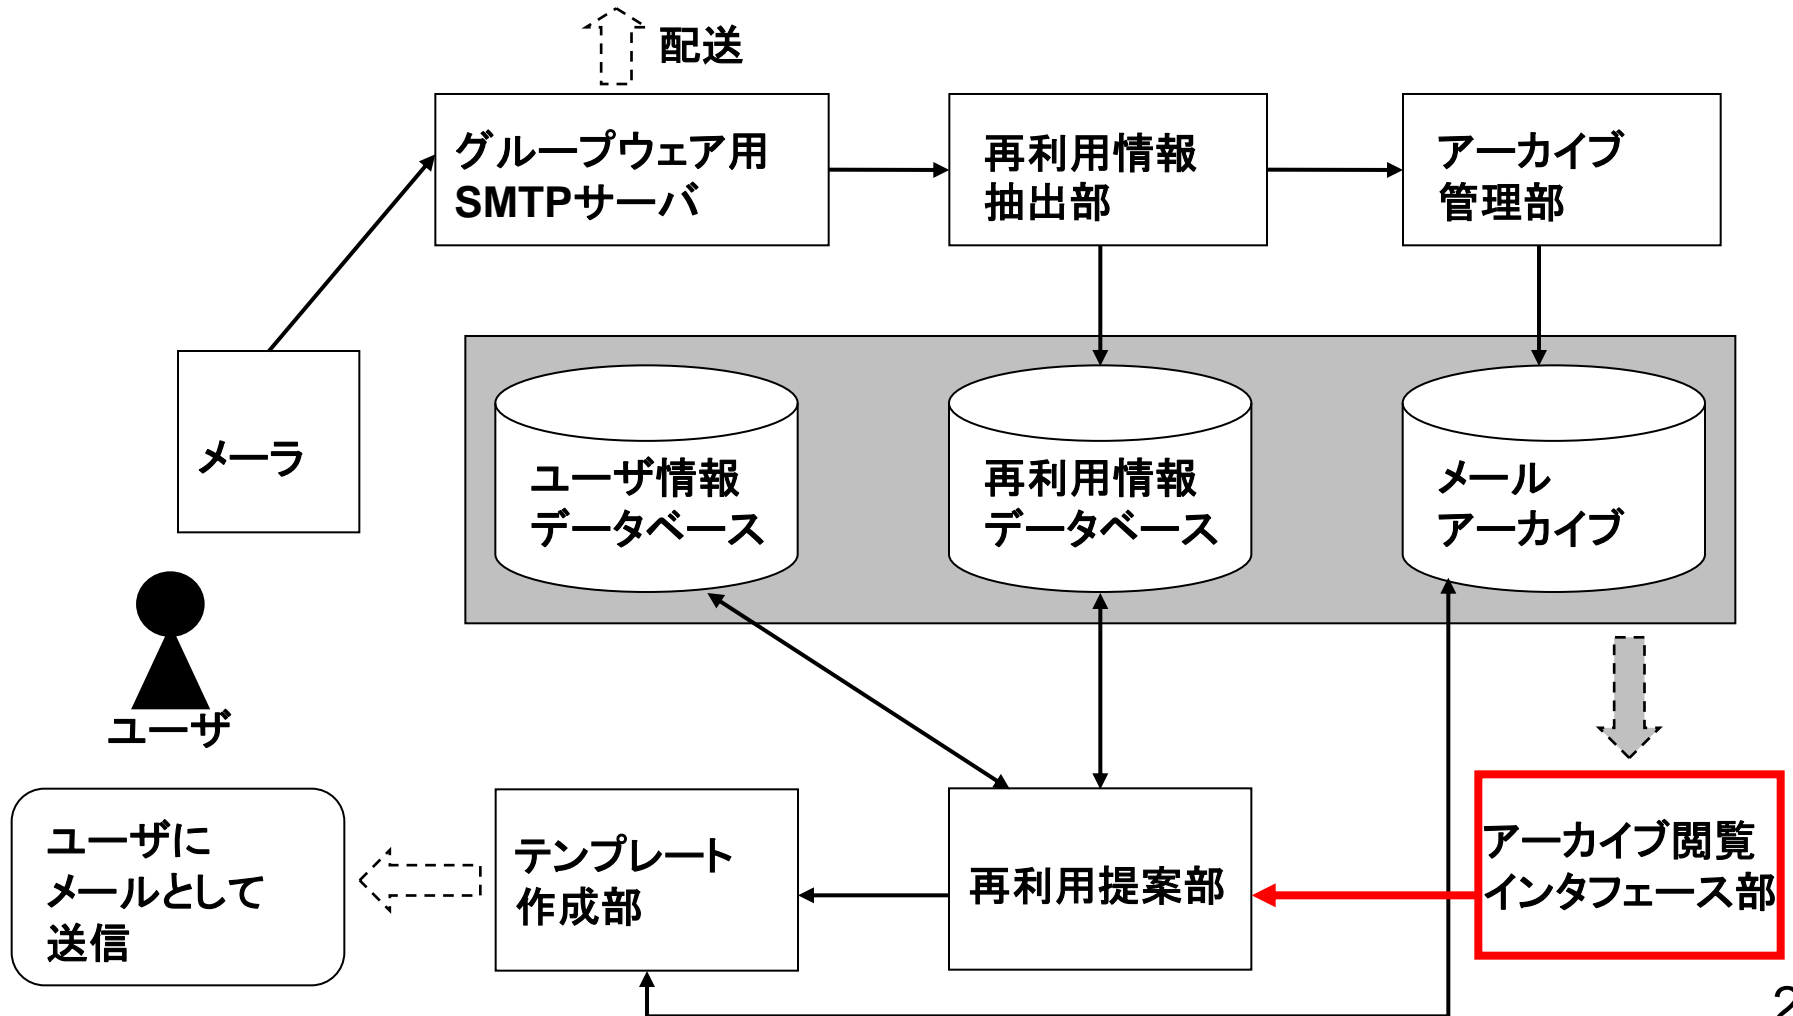 配送
グループウェア用
SMTPサーバ
再利用情報
抽出部
アーカイブ
管理部
メーラ
ユーザ情報
データベース
再利用情報
データベース
メール
アーカイブ
ユーザ
ユーザに
メールとして
送信
テンプレート
作成部
再利用提案部
アーカイブ閲覧
インタフェース部